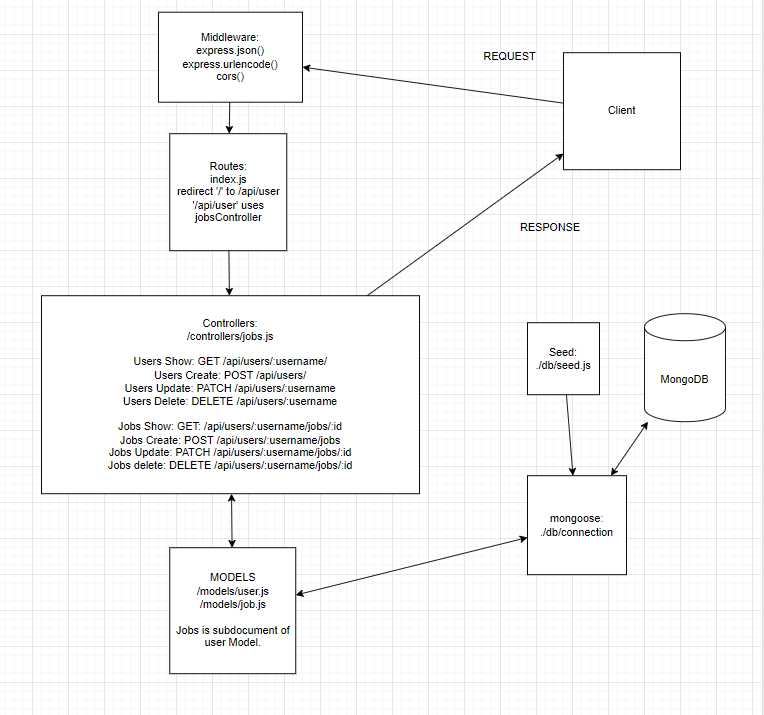 Middleware:
express.json()
express.urlencode()
cors()
REQUEST
Client
Routes:
index.js
redirect '/' to /api/user
'/api/user' uses
jobsController
RESPONSE
Controllers:
/controllers/jobs.js
Users Show: GET /api/users/:username/
Users Create: POST /api/users/
Users Update: PATCH /api/users/:username
Users Delete: DELETE /api/users/:username
Jobs Show: GET: /api/users/:username/jobs/:id
Jobs Create: POST /api/users/:username/jobs
Jobs Update: PATCH /api/users/:username/jobs/:id
Jobs delete: DELETE /api/users/:username/jobs/:id
Seed:
./db/seed.js
MongoDB
mongoose:
./db/connection
MODELS
/models/user.js
/models/job.js
Jobs is subdocument of
user Model.